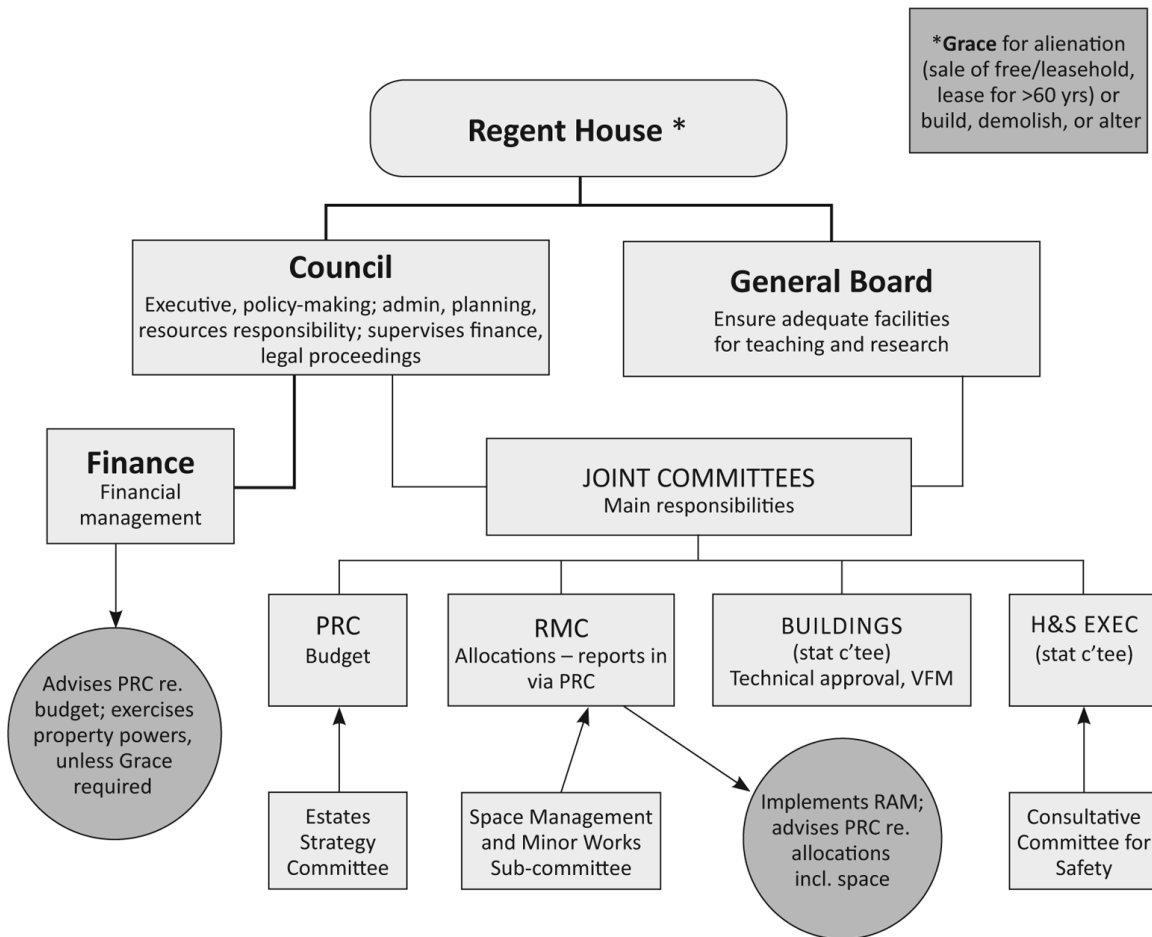 *Grace for alienation
(sale of free/leasehold,
lease for >60 yrs) or
build, demolish, or alter
Regent House *
Council
Executive, policy-making; admin, planning,
resources responsibility; supervises finance,
legal proceedings
General Board
Ensure adequate facilities
for teaching and research
Finance
Financial
management
JOINT COMMITTEES
Main responsibilities
PRC
Budget
RMC
Allocations – reports in
via PRC
BUILDINGS
(stat c’tee)
Technical approval, VFM
H&S EXEC
(stat c’tee)
Advises PRC re.
budget; exercises
property powers,
unless Grace
required
Estates
Strategy
Committee
Space Management
and Minor Works
Sub-committee
Implements RAM;
advises PRC re.
allocations
incl. space
Consultative
Committee for
Safety